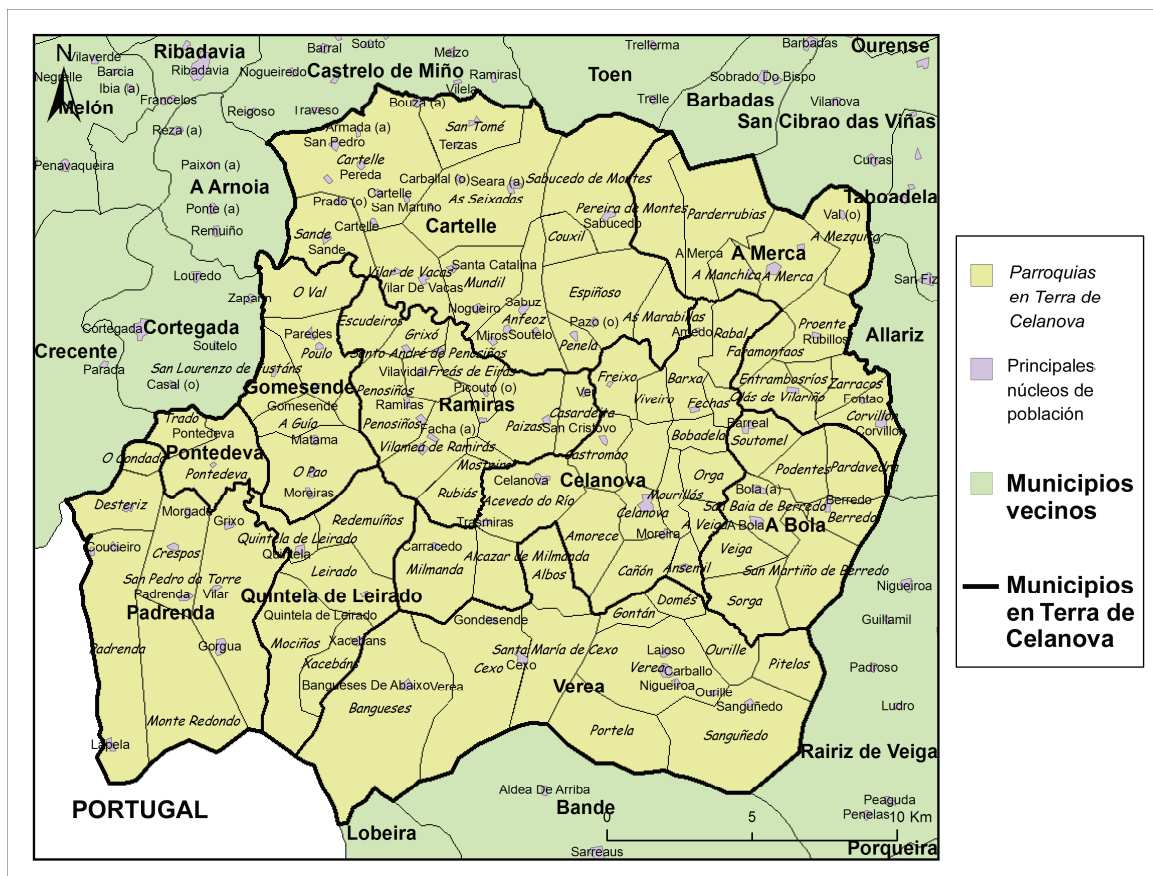 N
Ribadavia
Barral
Souto
Meizo
Trellerma
Barbadas
Ourense
Vilaverde
Barcia
Ribadavia
Nogueiredo
Castrelo de Miño
Ramiras
Toen
Sobrado Do Bispo
Negrelle
Ibia (a)
Vilela
Melón
Francelos
Reigoso
Traveso
Bouza (a)
Trelle
Barbadas
Vilanova
San Cibrao das Viñas
Reza (a)
Armada (a)
San Tomé
San Pedro
Terzas
Penavaqueira
Paixon (a)
Cartelle
Pereda
Curras
A Arnoia
Carballal (o)
Seara (a)
Sabucedo de Montes
Taboadela
Prado (o)
Cartelle
San Martiño
As Seixadas
Ponte (a)
Pereira de Montes
Parderrubias
Val (o)
Remuiño
Cartelle
Cartelle
Sabucedo
Sande
Sande
Couxil
A Mezquita
A Merca
A Merca
Louredo
Vilar de Vacas
Santa Catalina
A Manchica
A Merca
San Fiz
Vilar De Vacas
Mundil
Zaparin
O Val
Espiñoso
Nogueiro
Sabuz
Escudeiros
Anteoz
Pazo (o)
As Marabillas
Cortegada
Cortegada
Paredes
Grixó
Miros
Soutelo
Amedo
Rabal
Proente
Rubillos
Allariz
Soutelo
Poulo
Santo André de Penosiños
Penela
Faramontaos
Crecente
Parada
San Lourenzo de Fustáns
Vilavidal
Freás de Eiras
Casal (o)
Gomesende
Penosiños
Picouto (o)
Ver
Freixo
Barxa
Entrambosríos
Zarracos
Viveiro
Olás de Vilariño
Fontao
Gomesende
Ramiras
Ramiras
Casardeita
Fechas
Corvillón
Trado
A Guia
Penosiños
Facha (a)
Paizas
San Cristovo
Barreal
Corvillon
Pontedeva
Matama
Bobadela
Soutomel
Pontedeva
Vilamea de Ramirás
O Condado
Mosteiro
Castromao
Podentes
Pardavedra
Pontedeva
O Pao
Celanova
Celanova
Orga
Moreiras
Rubiás
Acevedo do Río
Mourillós
Bola (a)
Desteriz
Berredo
Morgade
Celanova
San Baia de Berredo
Grixo
Redemuíños
Trasmiras
A Veiga
A Bola
A Bola
Berredo
Quintela de Leirado
Amorece
Moreira
Coucieiro
Crespos
Quintela
Carracedo
Alcazar de Milmanda
Veiga
Leirado
Milmanda
Albos
Cañón
Ansemil
San Martiño de Berredo
San Pedro da Torre
Padrenda
Vilar
Quintela de Leirado
Domés
Sorga
Nigueiroa
Padrenda
Quintela de Leirado
Gondesende
Gontán
Guillamil
Padrenda
Gorgua
Mociños
Xacebans
Santa María de Cexo
Laioso
Ourille
Xacebáns
Cexo
Cexo
Verea
Carballo
Pitelos
Padroso
Bangueses De Abaixo
Verea
Verea
Nigueiroa
Ourille
Bangueses
Sanguñedo
Ludro
Monte Redondo
Portela
Sanguñedo
Lapela
Rairiz de Veiga
PORTUGAL
Aldea De Arriba
Bande
Peaguda
Penelas
0
5
10 Km
Lobeira
Sarreaus
Porqueira
Parroquias
en Terra de
Celanova
Principales
núcleos de
población
Municipios
vecinos
Municipios
en Terra de
Celanova